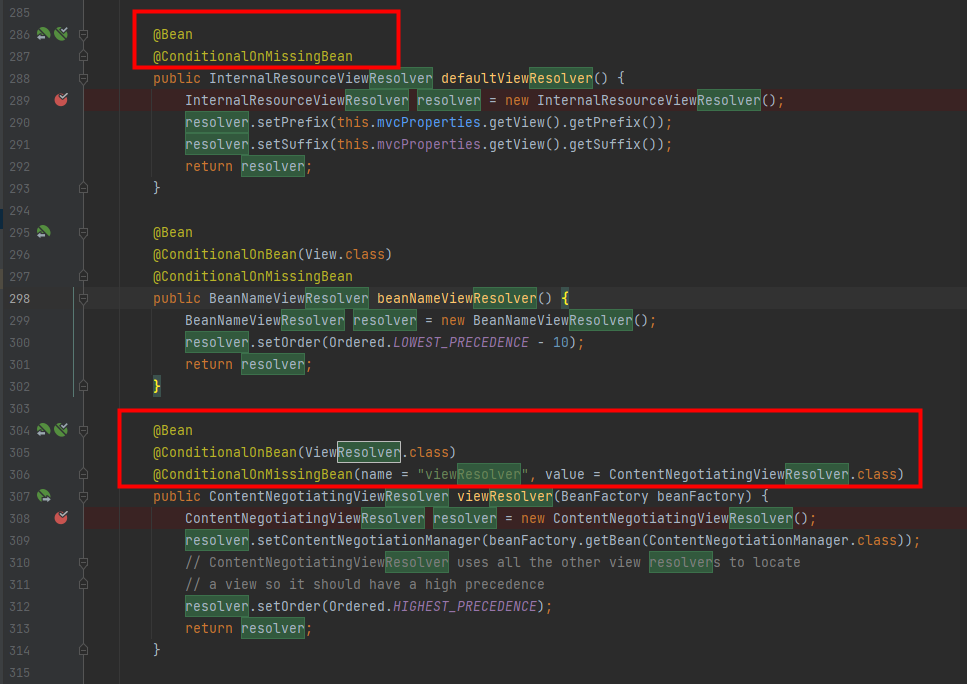 285
286 @Bean
287 @ConditionalOnMissingBean
288 public InternalResourceViewResolver defaultViewResolver() {
289 InternalResourceViewResolver resolver = new InternalResourceViewResolver();
290 resolver.setPrefix(this.mvcProperties.getView().getPrefix());
291 resolver.setSuffix(this.mvcProperties.getView().getSuffix());
292 return resolver;
293 }
294
295 @Bean
296 @ConditionalOnBean(View.class)
297 @ConditionalOnMissingBean
298 public BeanNameViewResolver beanNameViewResolver() {
299 BeanNameViewResolver resolver = new BeanNameViewResolver();
300 resolver.setOrder(Ordered.LOWEST_PRECEDENCE - 10);
301 return resolver;
302 }
303
304 @Bean
305 @ConditionalOnBean(ViewResolver.class)
306 @ConditionalOnMissingBean(name = "viewResolver", value = ContentNegotiatingViewResolver.class)
307 public ContentNegotiatingViewResolver viewResolver(BeanFactory beanFactory) {
308 ContentNegotiatingViewResolver resolver = new ContentNegotiatingViewResolver();
309 resolver.setContentNegotiationManager(beanFactory.getBean(ContentNegotiationManager.class));
310 // ContentNegotiatingViewResolver uses all the other view resolvers to locate
311 // a view so it should have a high precedence
312 resolver.setOrder(Ordered.HIGHEST_PRECEDENCE);
313 return resolver;
314 }
315